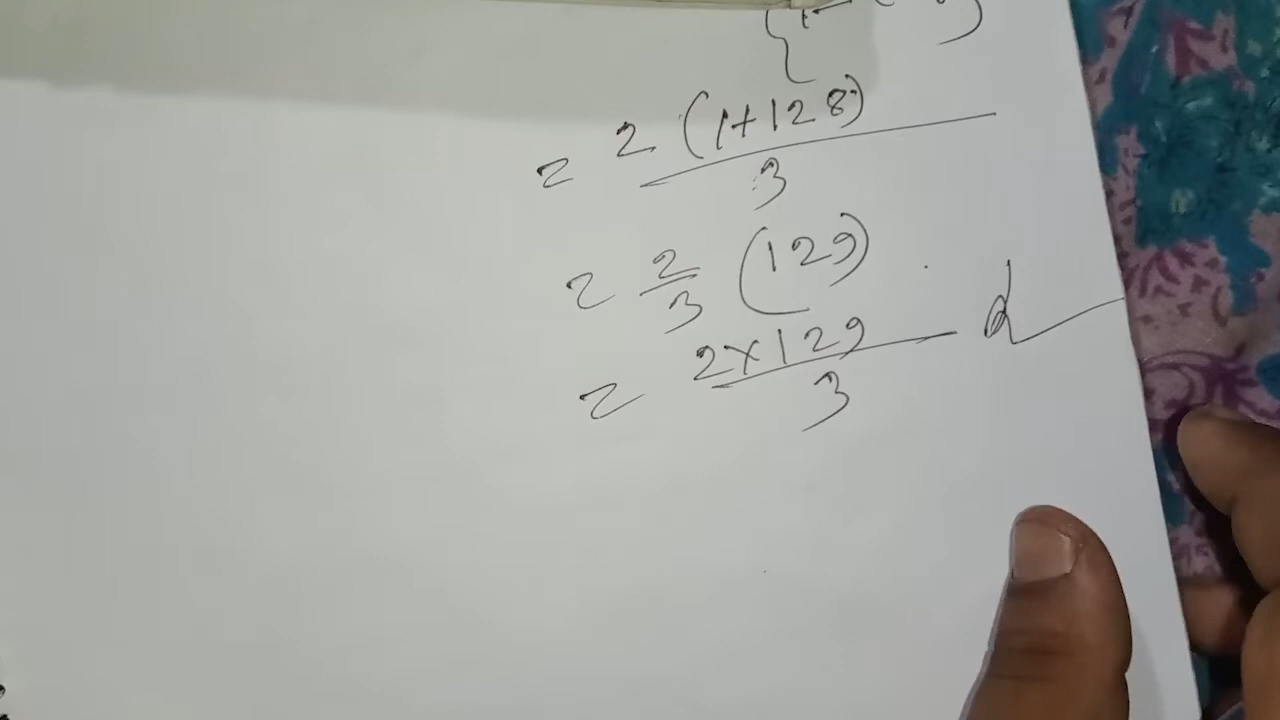 = 2 (1+128) / 3
= 2/3 (129)
= 2×129 / 3